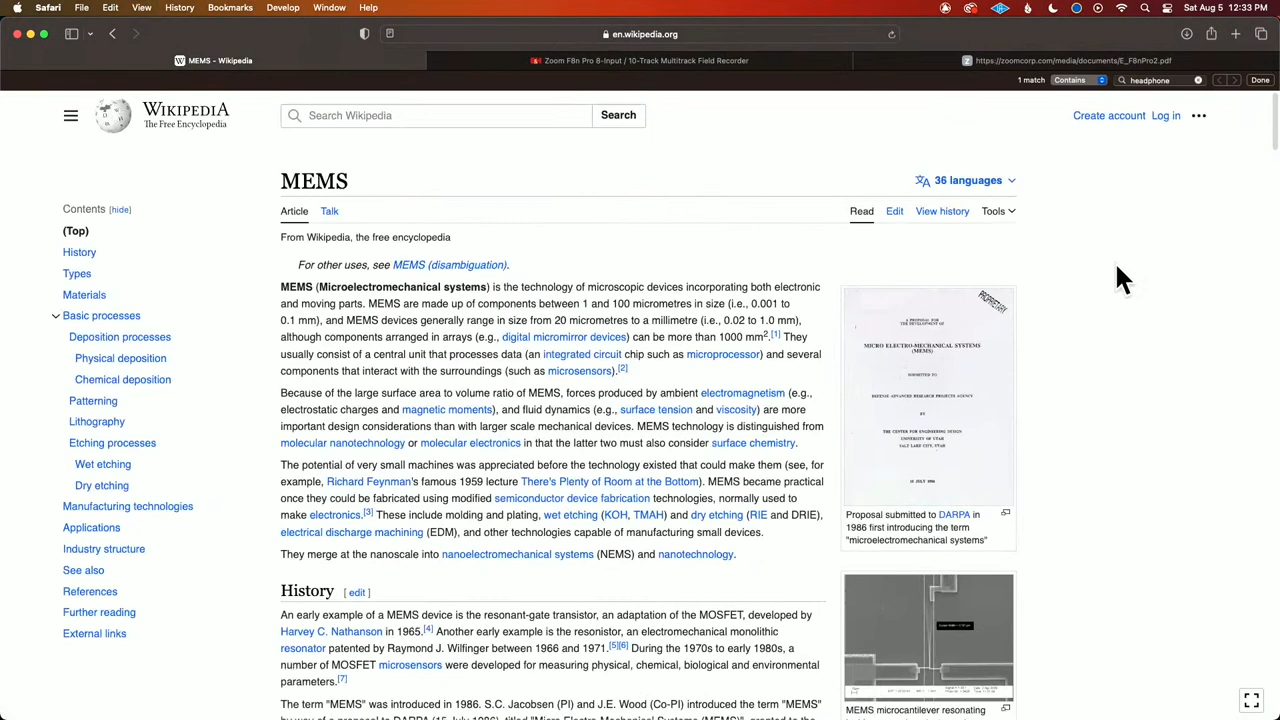 Safari File Edit View History Bookmarks Develop Window Help Sat Aug 5 12:33 PM
en.wikipedia.org
MEMS - Wikipedia
Zoom F8n Pro 8-Input / 10-Track Multitrack Field Recorder
https://zoomcorp.com/media/documents/E_F8nPro2.pdf
1 match Contains headphone Done
WIKIPEDIA
The Free Encyclopedia
Search Wikipedia Search
Create account Log in
MEMS
36 languages
Contents [hide]
(Top)
History
Types
Materials
Basic processes
Deposition processes
Physical deposition
Chemical deposition
Patterning
Lithography
Etching processes
Wet etching
Dry etching
Manufacturing technologies
Applications
Industry structure
See also
References
Further reading
External links
Article Talk Read Edit View history Tools
From Wikipedia, the free encyclopedia
For other uses, see MEMS (disambiguation).
MEMS (Microelectromechanical systems) is the technology of microscopic devices incorporating both electronic
and moving parts. MEMS are made up of components between 1 and 100 micrometres in size (i.e., 0.001 to
0.1 mm), and MEMS devices generally range in size from 20 micrometres to a millimetre (i.e., 0.02 to 1.0 mm),
although components arranged in arrays (e.g., digital micromirror devices) can be more than 1000 mm².[1] They
usually consist of a central unit that processes data (an integrated circuit chip such as microprocessor) and several
components that interact with the surroundings (such as microsensors).[2]
Because of the large surface area to volume ratio of MEMS, forces produced by ambient electromagnetism (e.g.,
electrostatic charges and magnetic moments), and fluid dynamics (e.g., surface tension and viscosity) are more
important design considerations than with larger scale mechanical devices. MEMS technology is distinguished from
molecular nanotechnology or molecular electronics in that the latter two must also consider surface chemistry.
The potential of very small machines was appreciated before the technology existed that could make them (see, for
example, Richard Feynman's famous 1959 lecture There's Plenty of Room at the Bottom). MEMS became practical
once they could be fabricated using modified semiconductor device fabrication technologies, normally used to
make electronics.[3] These include molding and plating, wet etching (KOH, TMAH) and dry etching (RIE and DRIE),
electrical discharge machining (EDM), and other technologies capable of manufacturing small devices.
They merge at the nanoscale into nanoelectromechanical systems (NEMS) and nanotechnology.
History [ edit ]
An early example of a MEMS device is the resonant-gate transistor, an adaptation of the MOSFET, developed by
Harvey C. Nathanson in 1965.[4] Another early example is the resonistor, an electromechanical monolithic
resonator patented by Raymond J. Wilfinger between 1966 and 1971.[5][6] During the 1970s to early 1980s, a
number of MOSFET microsensors were developed for measuring physical, chemical, biological and environmental
parameters.[7]
The term "MEMS" was introduced in 1986. S.C. Jacobsen (PI) and J.E. Wood (Co-PI) introduced the term "MEMS"
PROPRIETARY
A PROPOSAL FOR
THE DEVELOPMENT OF
MICRO ELECTRO-MECHANICAL SYSTEMS
(MEMS)
SUBMITTED TO
DEFENSE ADVANCED RESEARCH PROJECTS AGENCY
BY
THE CENTER FOR ENGINEERING DESIGN
UNIVERSITY OF UTAH
SALT LAKE CITY, UTAH
15 JULY 1986
Proposal submitted to DARPA in
1986 first introducing the term
"microelectromechanical systems"
MEMS microcantilever resonating